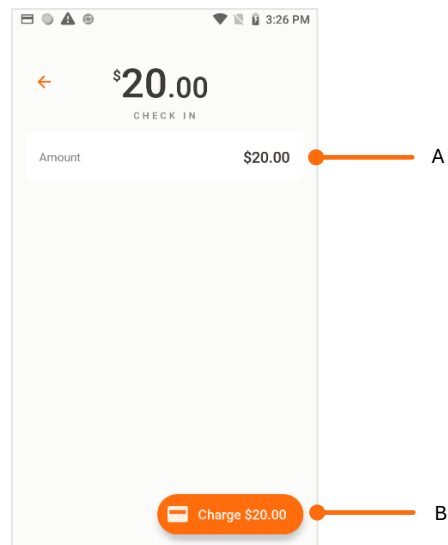 3:26 PM
$20.00
CHECK IN
Amount $20.00 A
Charge $20.00 B